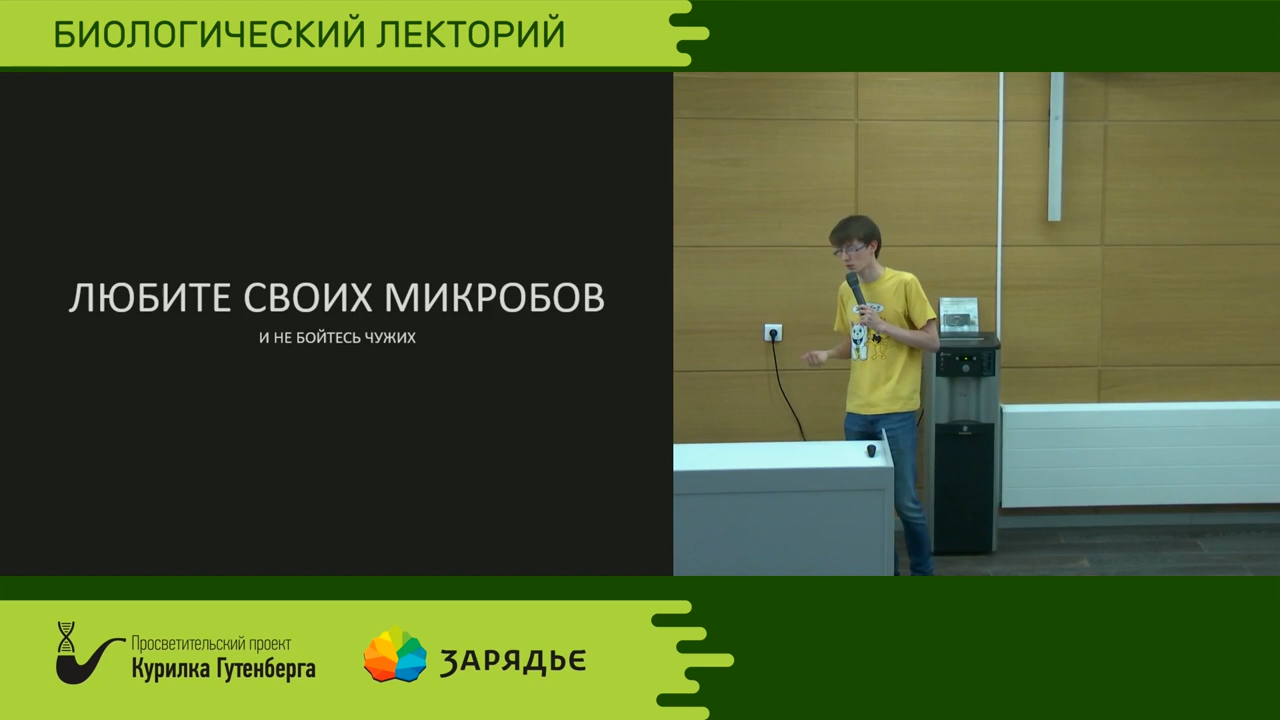 БИОЛОГИЧЕСКИЙ ЛЕКТОРИЙ
ЛЮБИТЕ СВОИХ МИКРОБОВ
И НЕ БОЙТЕСЬ ЧУЖИХ
Просветительский проект
Курилка Гутенберга
ЗАРЯДЬЕ